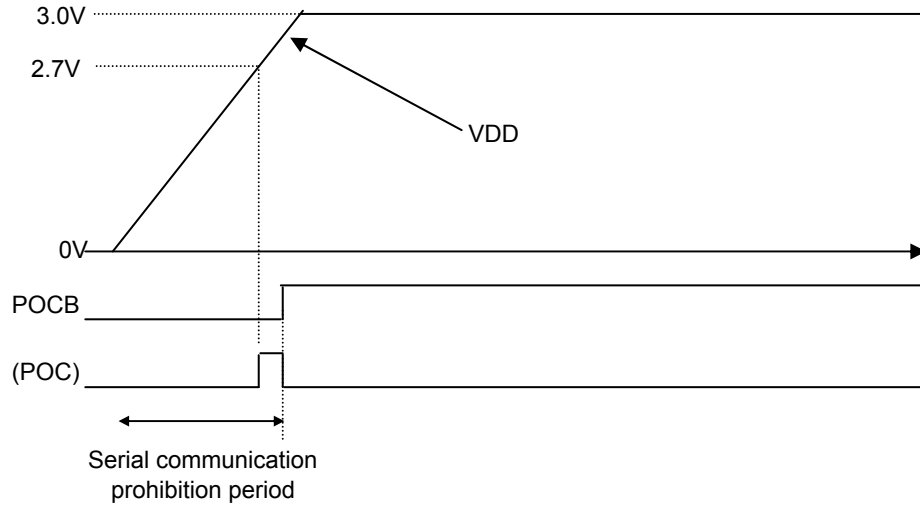 3.0V
2.7V
VDD
0V
POCB
(POC)
Serial communication
prohibition period